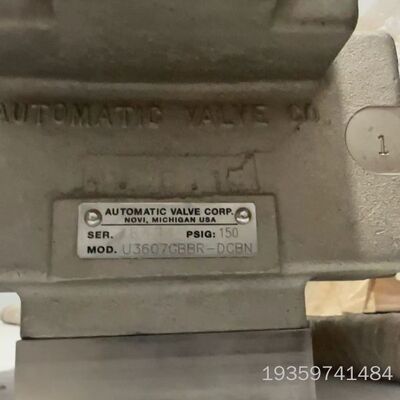 AUTOMATIC VALVE CO
1
AUTOMATIC VALVE CORP.
NOVI, MICHIGAN USA
SER. PSIG: 150
MOD. U3607GBBR-DCBN
19359741484